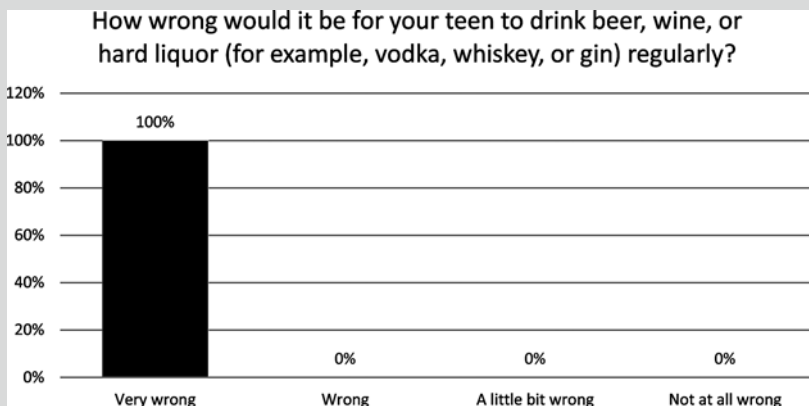 How wrong would it be for your teen to drink beer, wine, or
hard liquor (for example, vodka, whiskey, or gin) regularly?
120%
100%
80%
60%
40%
20%
0%
100%
0%
0%
0%
Very wrong
Wrong
A little bit wrong
Not at all wrong